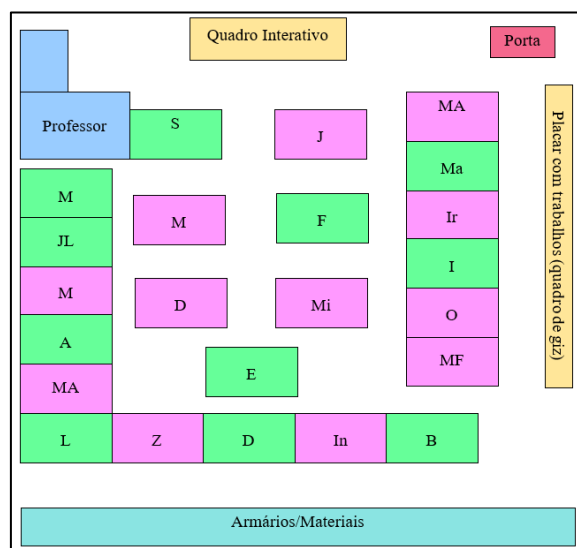 Quadro Interativo
Porta
Professor
S
J
MA
Placar com trabalhos (quadro de giz)
Ma
M
M
F
Ir
JL
I
M
D
Mi
O
A
E
MF
MA
L
Z
D
In
B
Armários/Materiais